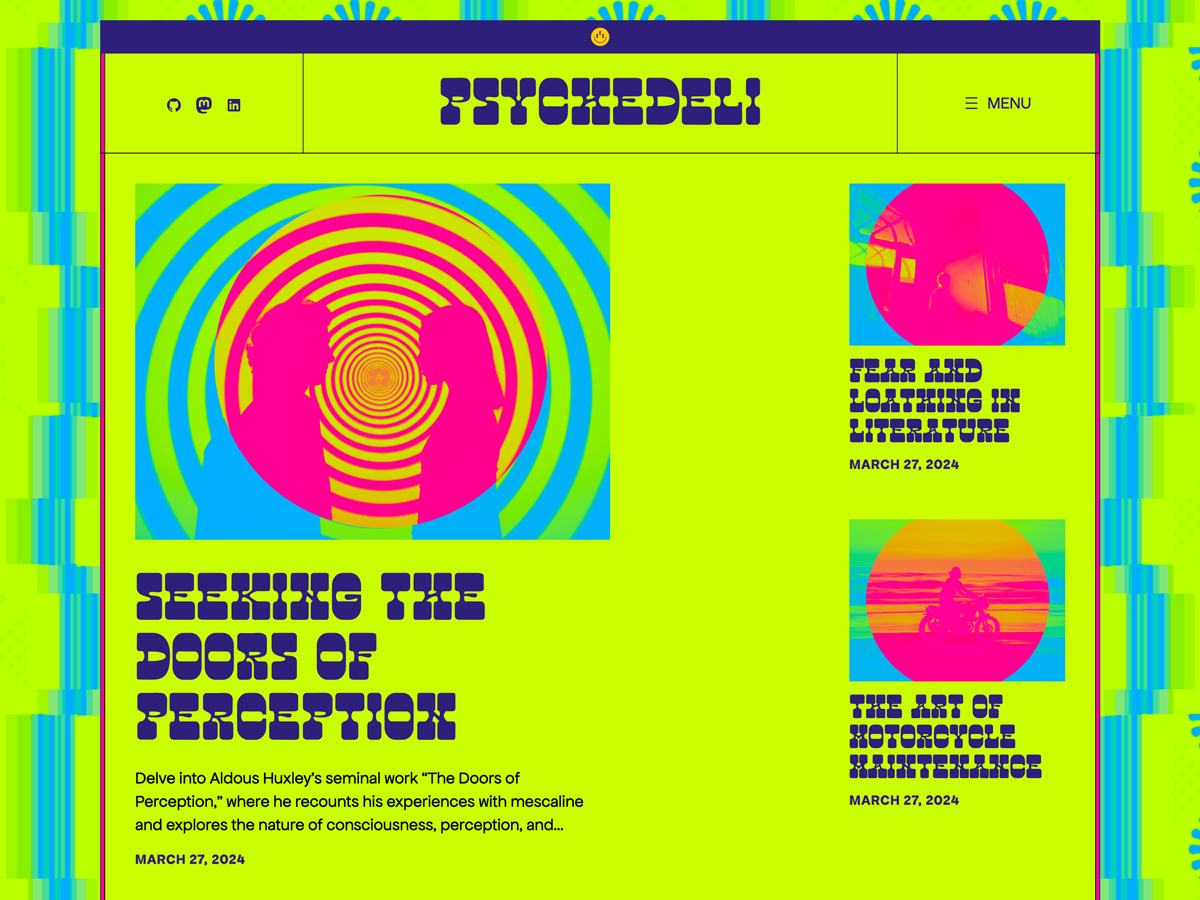 PSYCHEDELI
MENU
SEEKING THE
DOORS OF
PERCEPTION
Delve into Aldous Huxley’s seminal work “The Doors of
Perception,” where he recounts his experiences with mescaline
and explores the nature of consciousness, perception, and...
MARCH 27, 2024
FEAR AND
LOATHING IN
LITERATURE
MARCH 27, 2024
THE ART OF
MOTORCYCLE
MAINTENANCE
MARCH 27, 2024